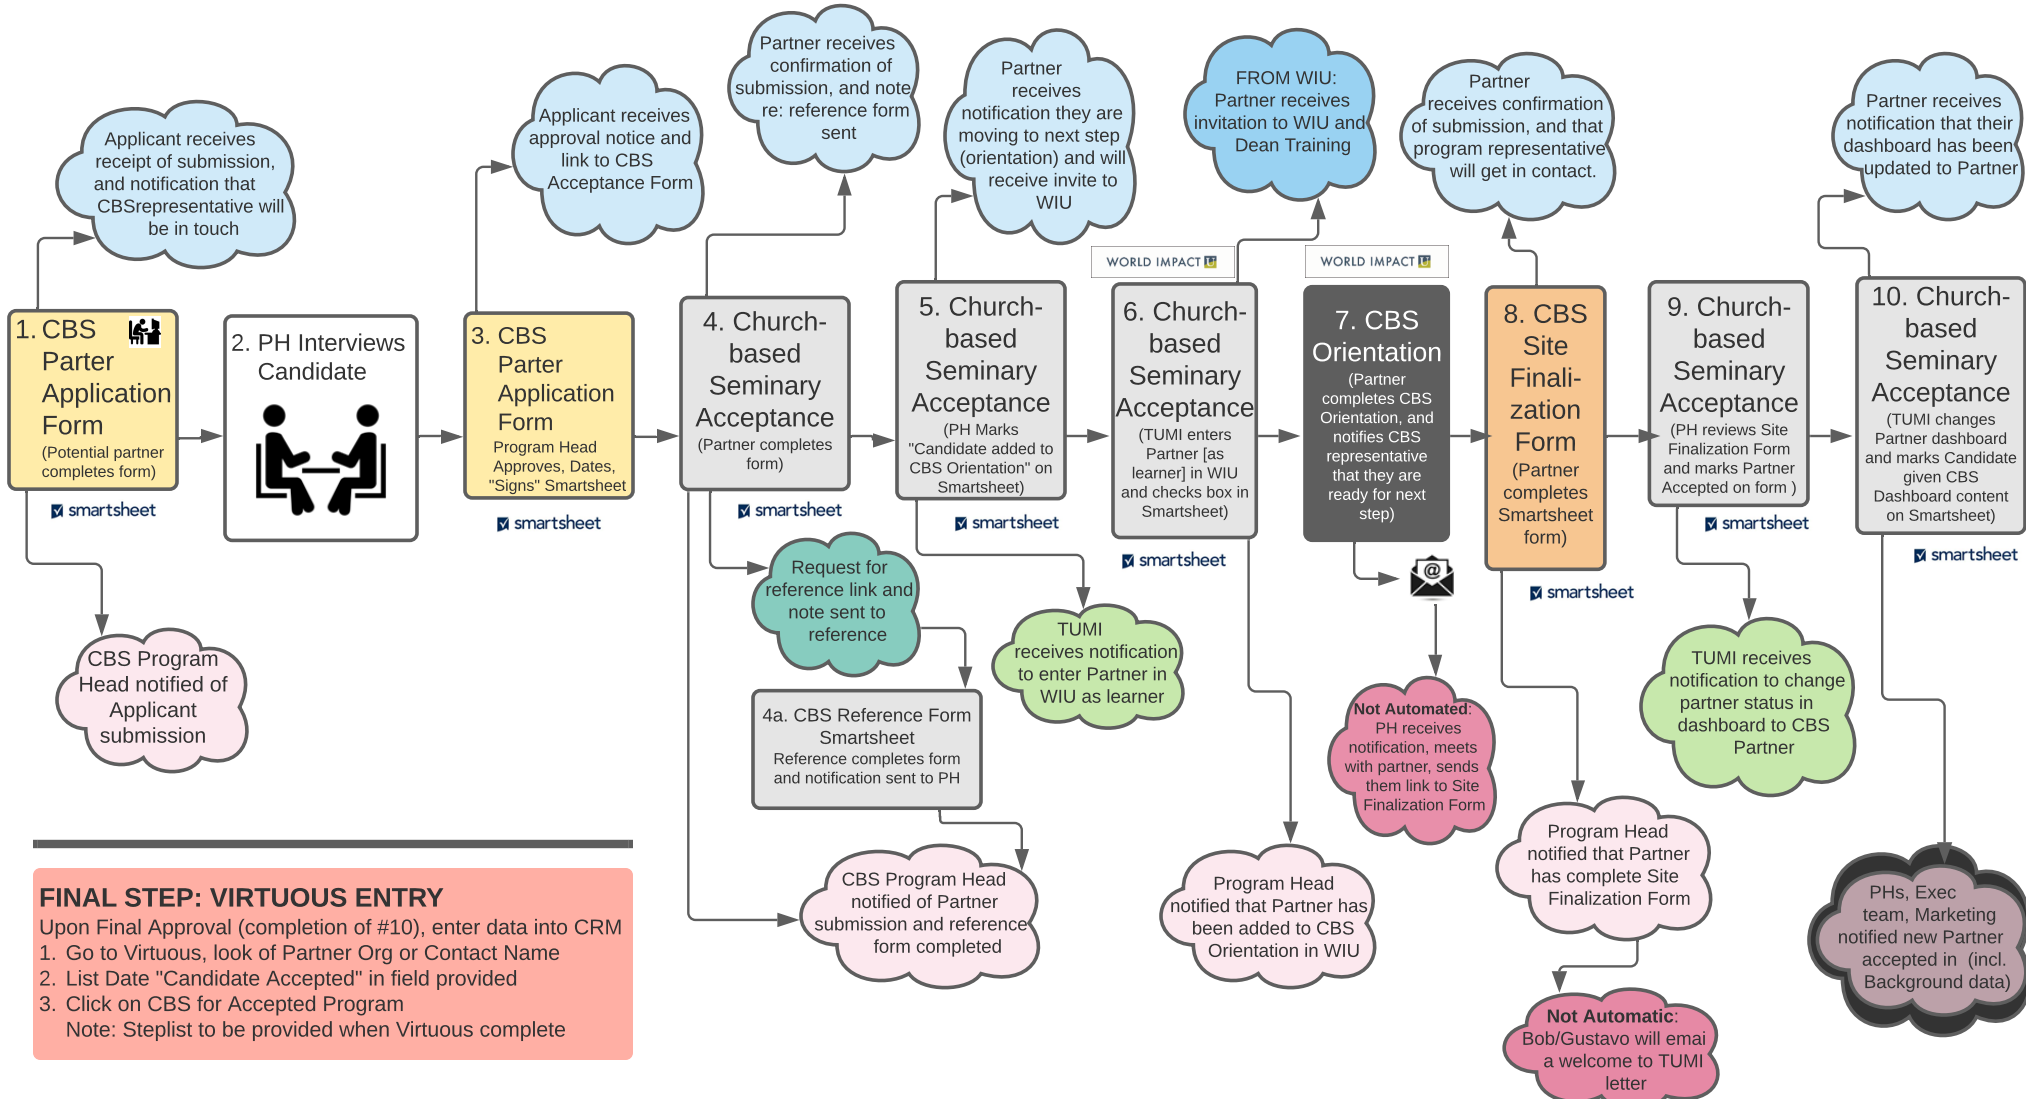 Applicant receives
receipt of submission,
and notification that
CBSrepresentative will
be in touch
Applicant receives
approval notice and
link to CBS
Acceptance Form
Partner receives
confirmation of
submission, and note
re: reference form
sent
Partner
receives
notification they are
moving to next step
(orientation) and will
receive invite to
WIU
FROM WIU:
Partner receives
invitation to WIU and
Dean Training
Partner
receives confirmation
of submission, and that
program representative
will get in contact.
Partner receives
notification that their
dashboard has been
updated to Partner
WORLD IMPACT U
WORLD IMPACT U
1. CBS
Parter
Application
Form
(Potential partner
completes form)
smartsheet
2. PH Interviews
Candidate
3. CBS
Parter
Application
Form
Program Head
Approves, Dates,
"Signs" Smartsheet
smartsheet
4. Church-
based
Seminary
Acceptance
(Partner completes
form)
smartsheet
5. Church-
based
Seminary
Acceptance
(PH Marks
"Candidate added to
CBS Orientation" on
Smartsheet)
smartsheet
6. Church-
based
Seminary
Acceptance
(TUMI enters
Partner [as
learner] in WIU
and checks box in
Smartsheet)
smartsheet
7. CBS
Orientation
(Partner
completes CBS
Orientation, and
notifies CBS
representative
that they are
ready for next
step)
8. CBS
Site
Finali-
zation
Form
(Partner
completes
Smartsheet
form)
smartsheet
9. Church-
based
Seminary
Acceptance
(PH reviews Site
Finalization Form
and marks Partner
Accepted on form )
smartsheet
10. Church-
based
Seminary
Acceptance
(TUMI changes
Partner dashboard
and marks Candidate
given CBS
Dashboard content
on Smartsheet)
smartsheet
CBS Program
Head notified of
Applicant
submission
Request for
reference link and
note sent to
reference
4a. CBS Reference Form
Smartsheet
Reference completes form
and notification sent to PH
CBS Program Head
notified of Partner
submission and reference
form completed
TUMI
receives notification
to enter Partner in
WIU as learner
Program Head
notified that Partner has
been added to CBS
Orientation in WIU
@
Not Automated:
PH receives
notification, meets
with partner, sends
them link to Site
Finalization Form
Program Head
notified that Partner
has complete Site
Finalization Form
Not Automatic:
Bob/Gustavo will emai
a welcome to TUMI
letter
TUMI receives
notification to change
partner status in
dashboard to CBS
Partner
PHs, Exec
team, Marketing
notified new Partner
accepted in (incl.
Background data)
FINAL STEP: VIRTUOUS ENTRY
Upon Final Approval (completion of #10), enter data into CRM
1. Go to Virtuous, look of Partner Org or Contact Name
2. List Date "Candidate Accepted" in field provided
3. Click on CBS for Accepted Program
Note: Steplist to be provided when Virtuous complete